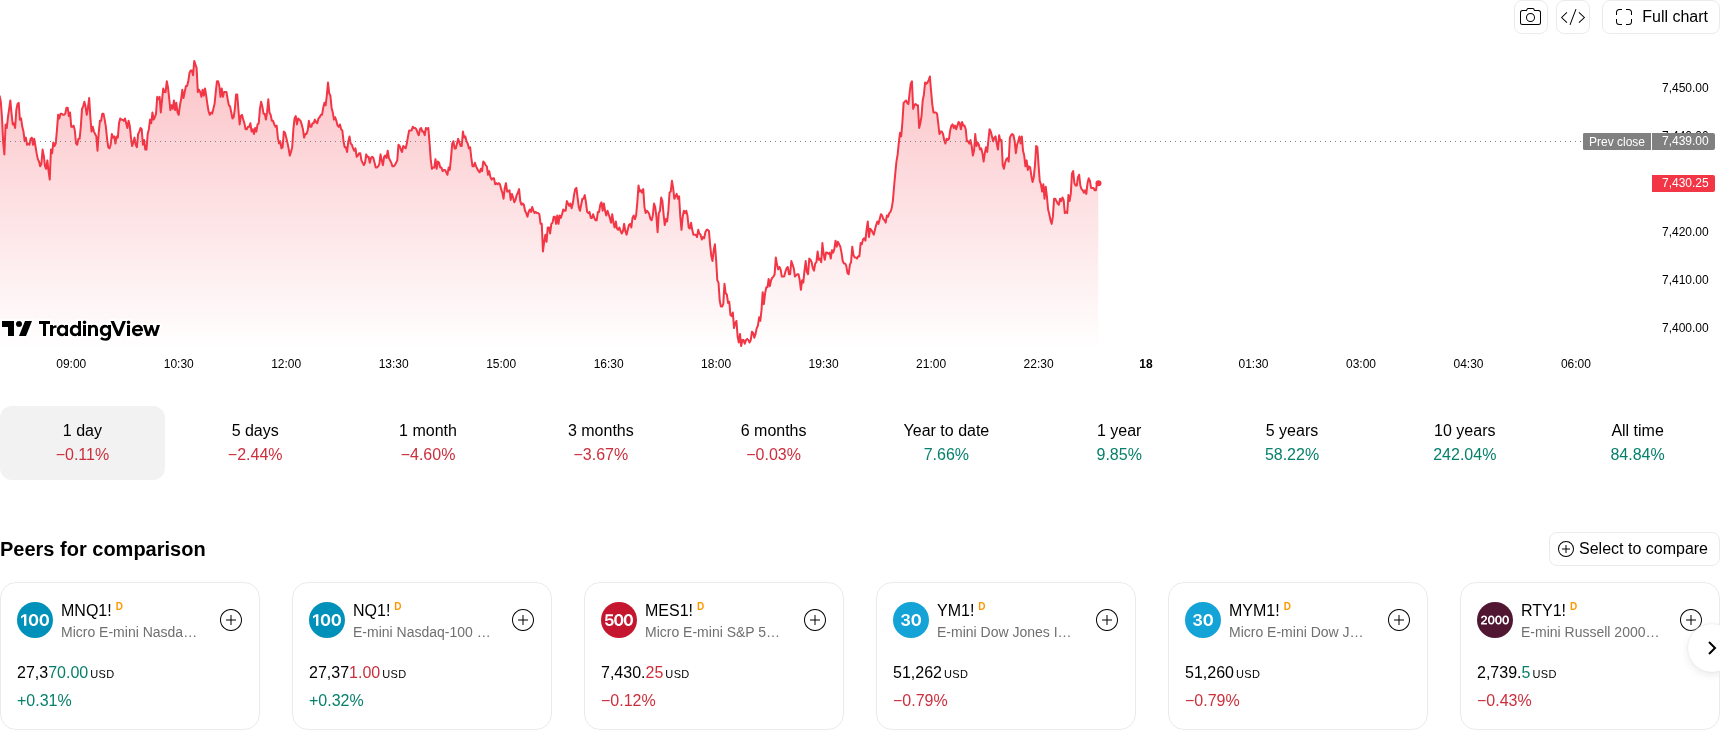 Full chart
7,450.00
Prev close 7,439.00
7,430.25
7,420.00
7,410.00
7,400.00
TradingView
09:00 10:30 12:00 13:30 15:00 16:30 18:00 19:30 21:00 22:30 18 01:30 03:00 04:30 06:00
1 day 5 days 1 month 3 months 6 months Year to date 1 year 5 years 10 years All time
−0.11% −2.44% −4.60% −3.67% −0.03% 7.66% 9.85% 58.22% 242.04% 84.84%
Peers for comparison
Select to compare
100 MNQ1! D
Micro E-mini Nasda…
27,370.00 USD
+0.31%
100 NQ1! D
E-mini Nasdaq-100 …
27,371.00 USD
+0.32%
500 MES1! D
Micro E-mini S&P 5…
7,430.25 USD
−0.12%
30 YM1! D
E-mini Dow Jones I…
51,262 USD
−0.79%
30 MYM1! D
Micro E-mini Dow J…
51,260 USD
−0.79%
2000 RTY1! D
E-mini Russell 2000…
2,739.5 USD
−0.43%